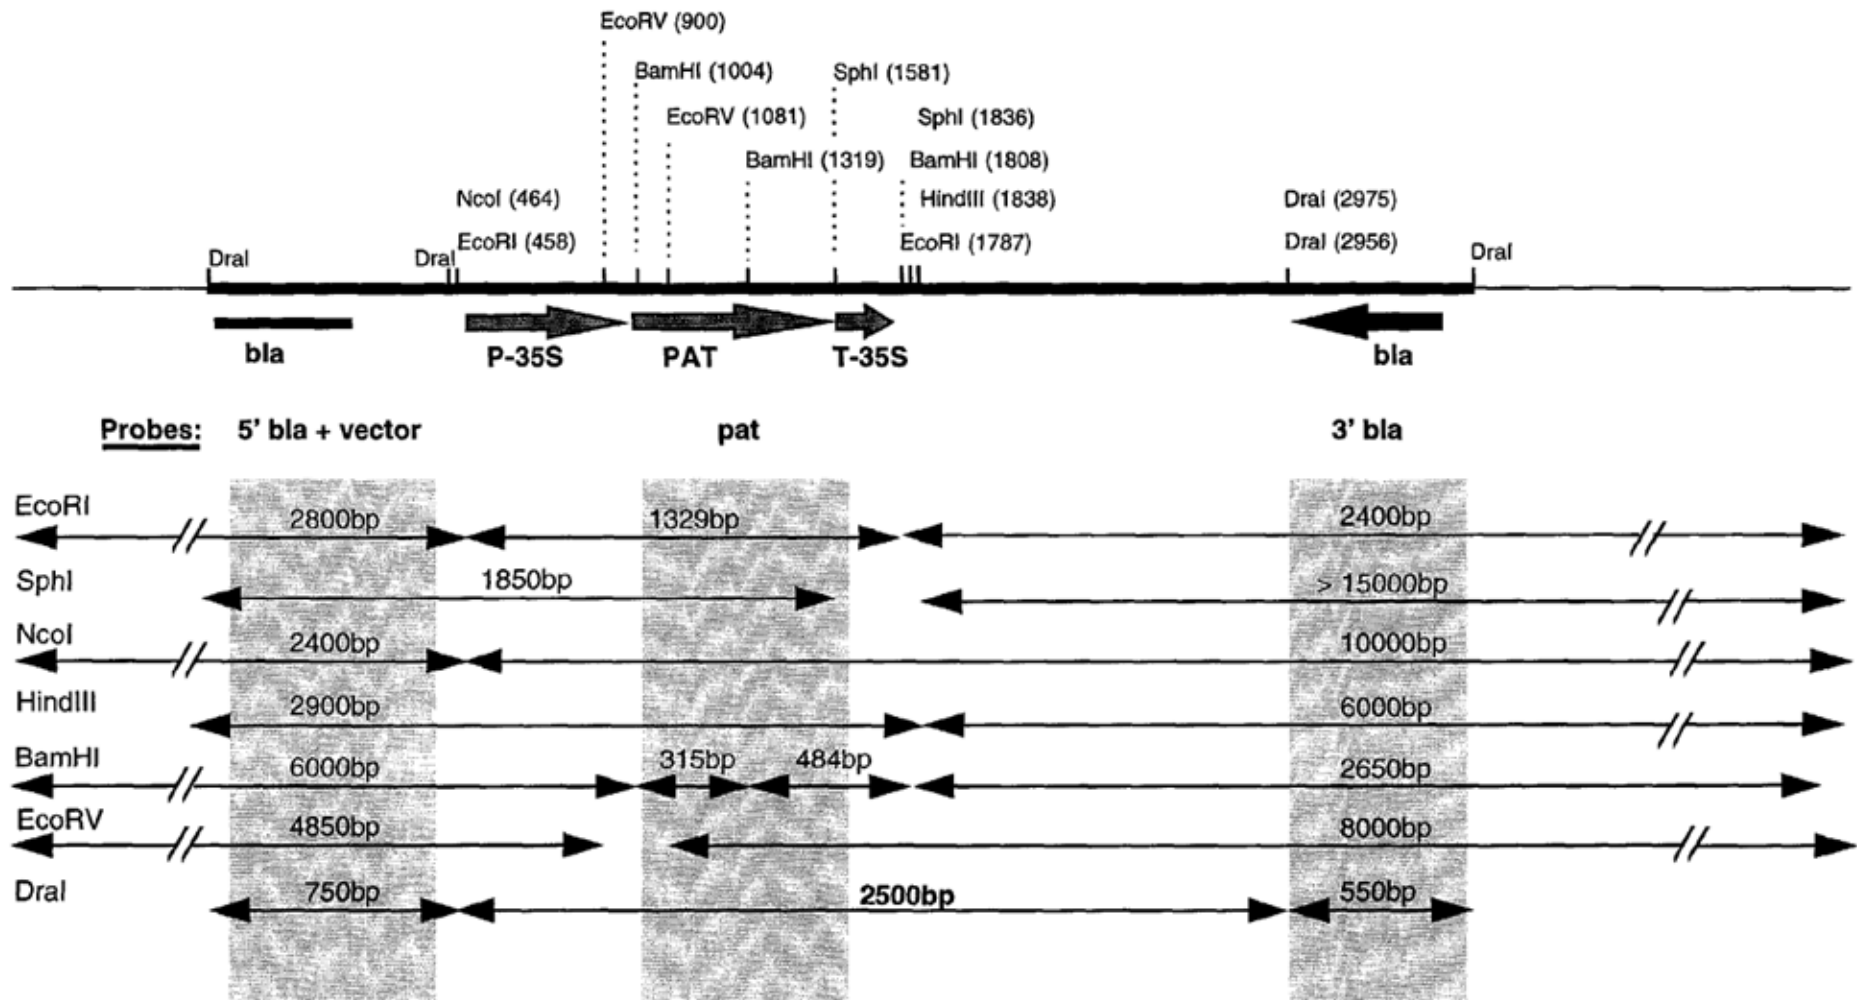 EcoRV (900)
BamHI (1004) SphI (1581)
EcoRV (1081) SphI (1836)
BamHI (1319) BamHI (1808)
NcoI (464) HindIII (1838) DraI (2975)
DraI DraI EcoRI (458) EcoRI (1787) DraI (2956) DraI
bla P-35S PAT T-35S bla
Probes: 5' bla + vector pat 3' bla
EcoRI 2800bp 1329bp 2400bp
SphI 1850bp > 15000bp
NcoI 2400bp 10000bp
HindIII 2900bp 6000bp
BamHI 6000bp 315bp 484bp 2650bp
EcoRV 4850bp 8000bp
DraI 750bp 2500bp 550bp